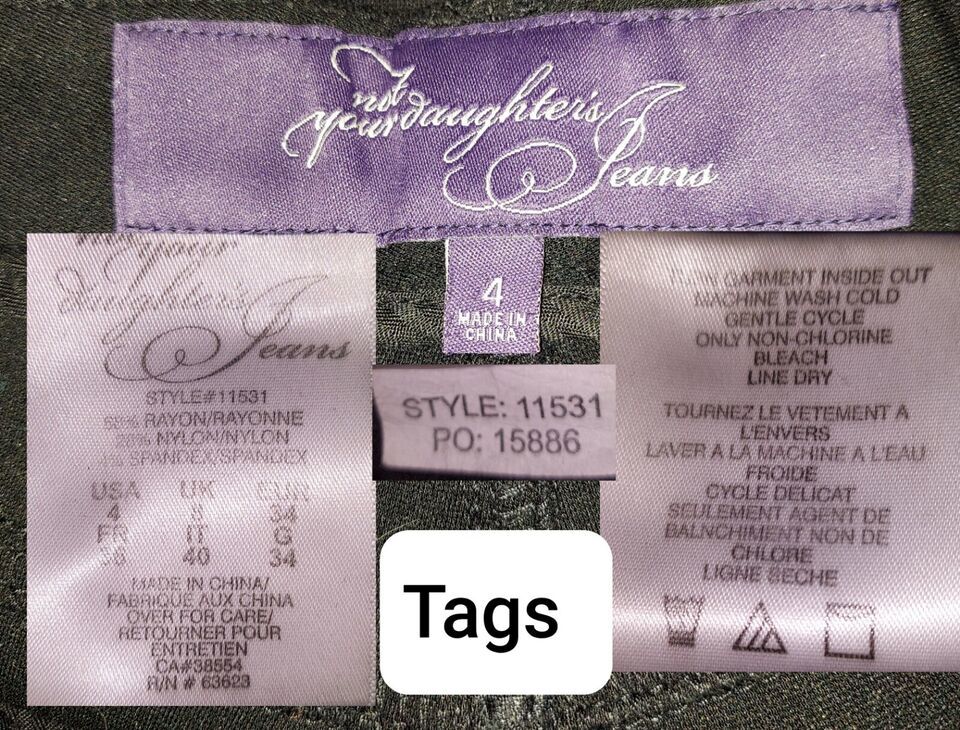 not
your daughter's
Jeans
4
MADE IN
CHINA
your
Daughter's
Jeans
STYLE#11531
RAYON/RAYONNE
NYLON/NYLON
SPANDEX/SPANDEX
USA UK EUR
4 8 34
FR IT G
36 40 34
MADE IN CHINA/
FABRIQUE AUX CHINA
OVER FOR CARE/
RETOURNER POUR
ENTRETIEN
CA#38554
R/N # 63623
STYLE: 11531
PO: 15886
TURN GARMENT INSIDE OUT
MACHINE WASH COLD
GENTLE CYCLE
ONLY NON-CHLORINE
BLEACH
LINE DRY
TOURNEZ LE VETEMENT A
L'ENVERS
LAVER A LA MACHINE A L'EAU
FROIDE
CYCLE DELICAT
SEULEMENT AGENT DE
BALNCHIMENT NON DE
CHLORE
LIGNE SECHE
Tags